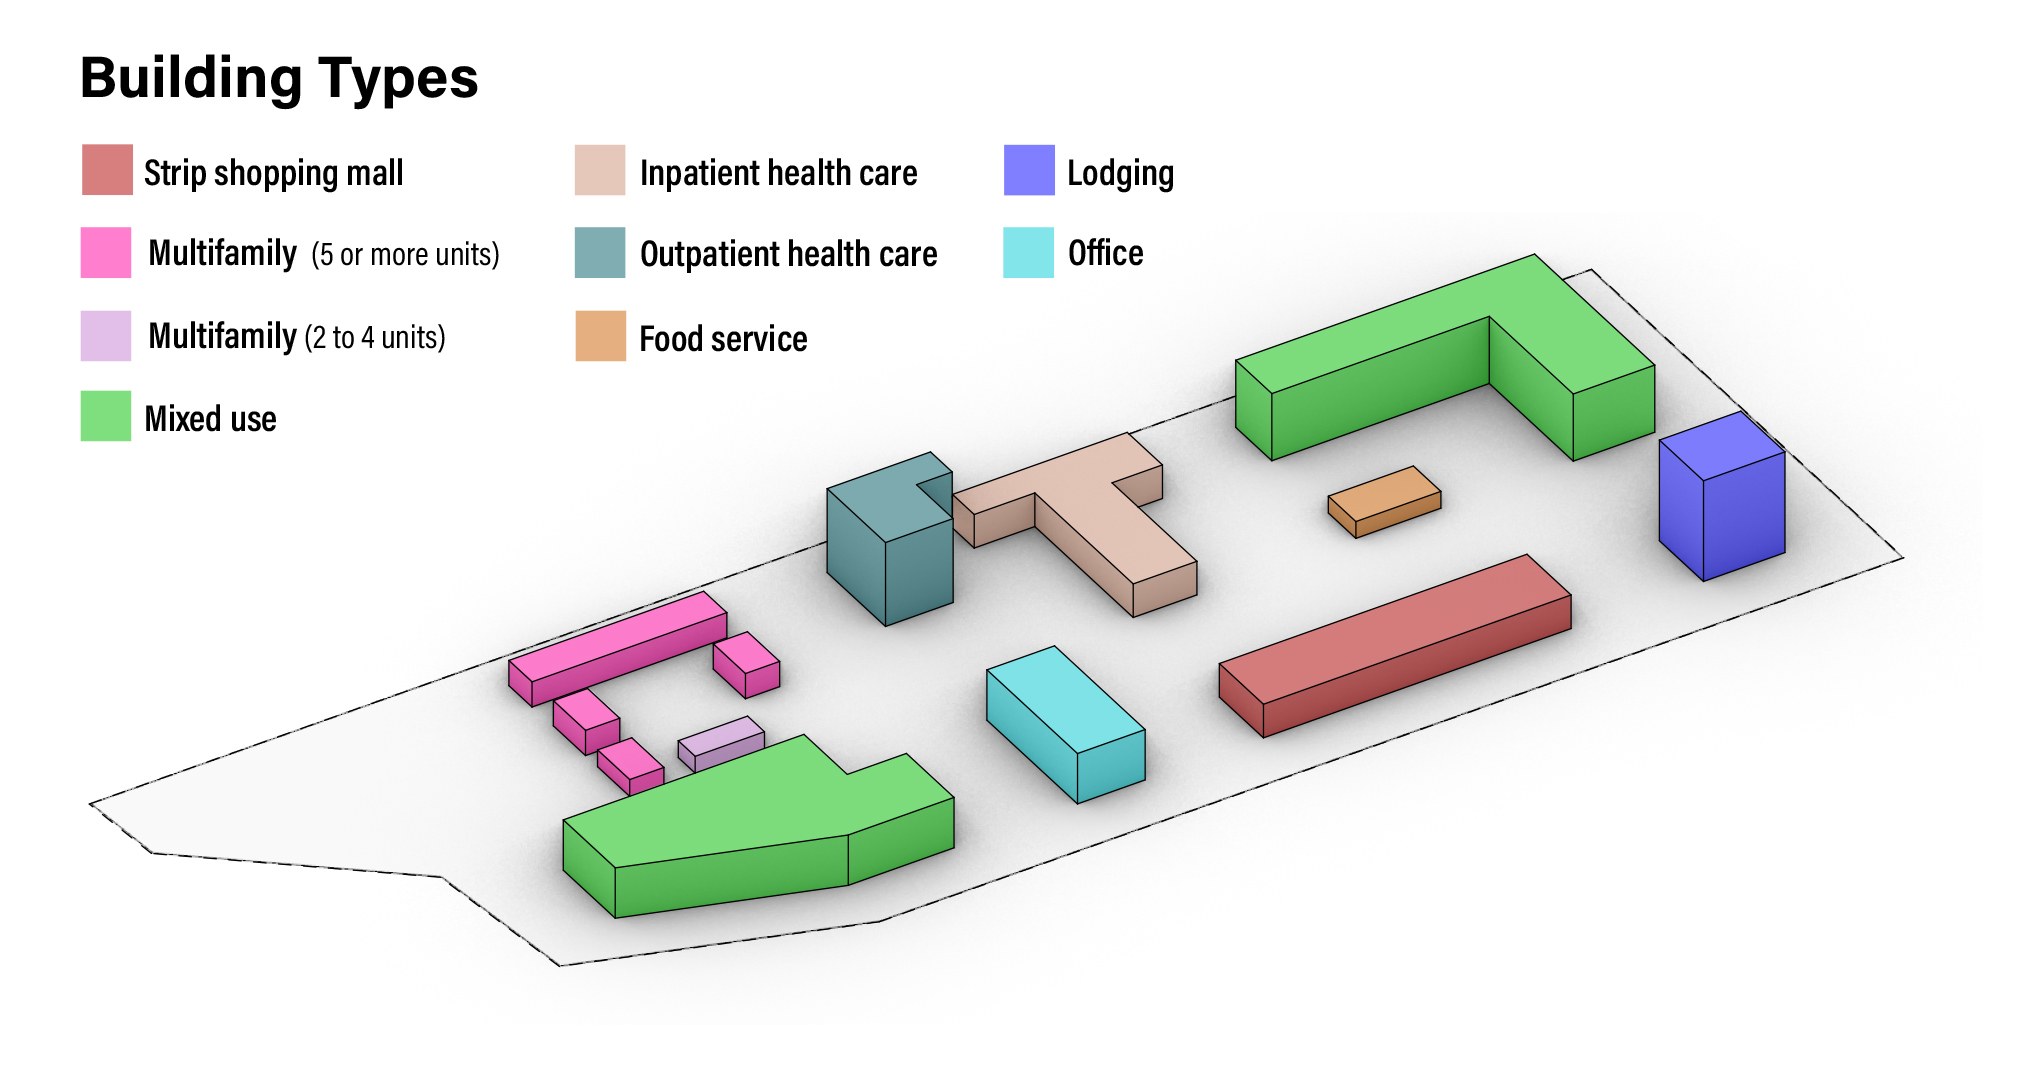 Building Types
Strip shopping mall
Multifamily (5 or more units)
Multifamily (2 to 4 units)
Mixed use
Inpatient health care
Outpatient health care
Food service
Lodging
Office